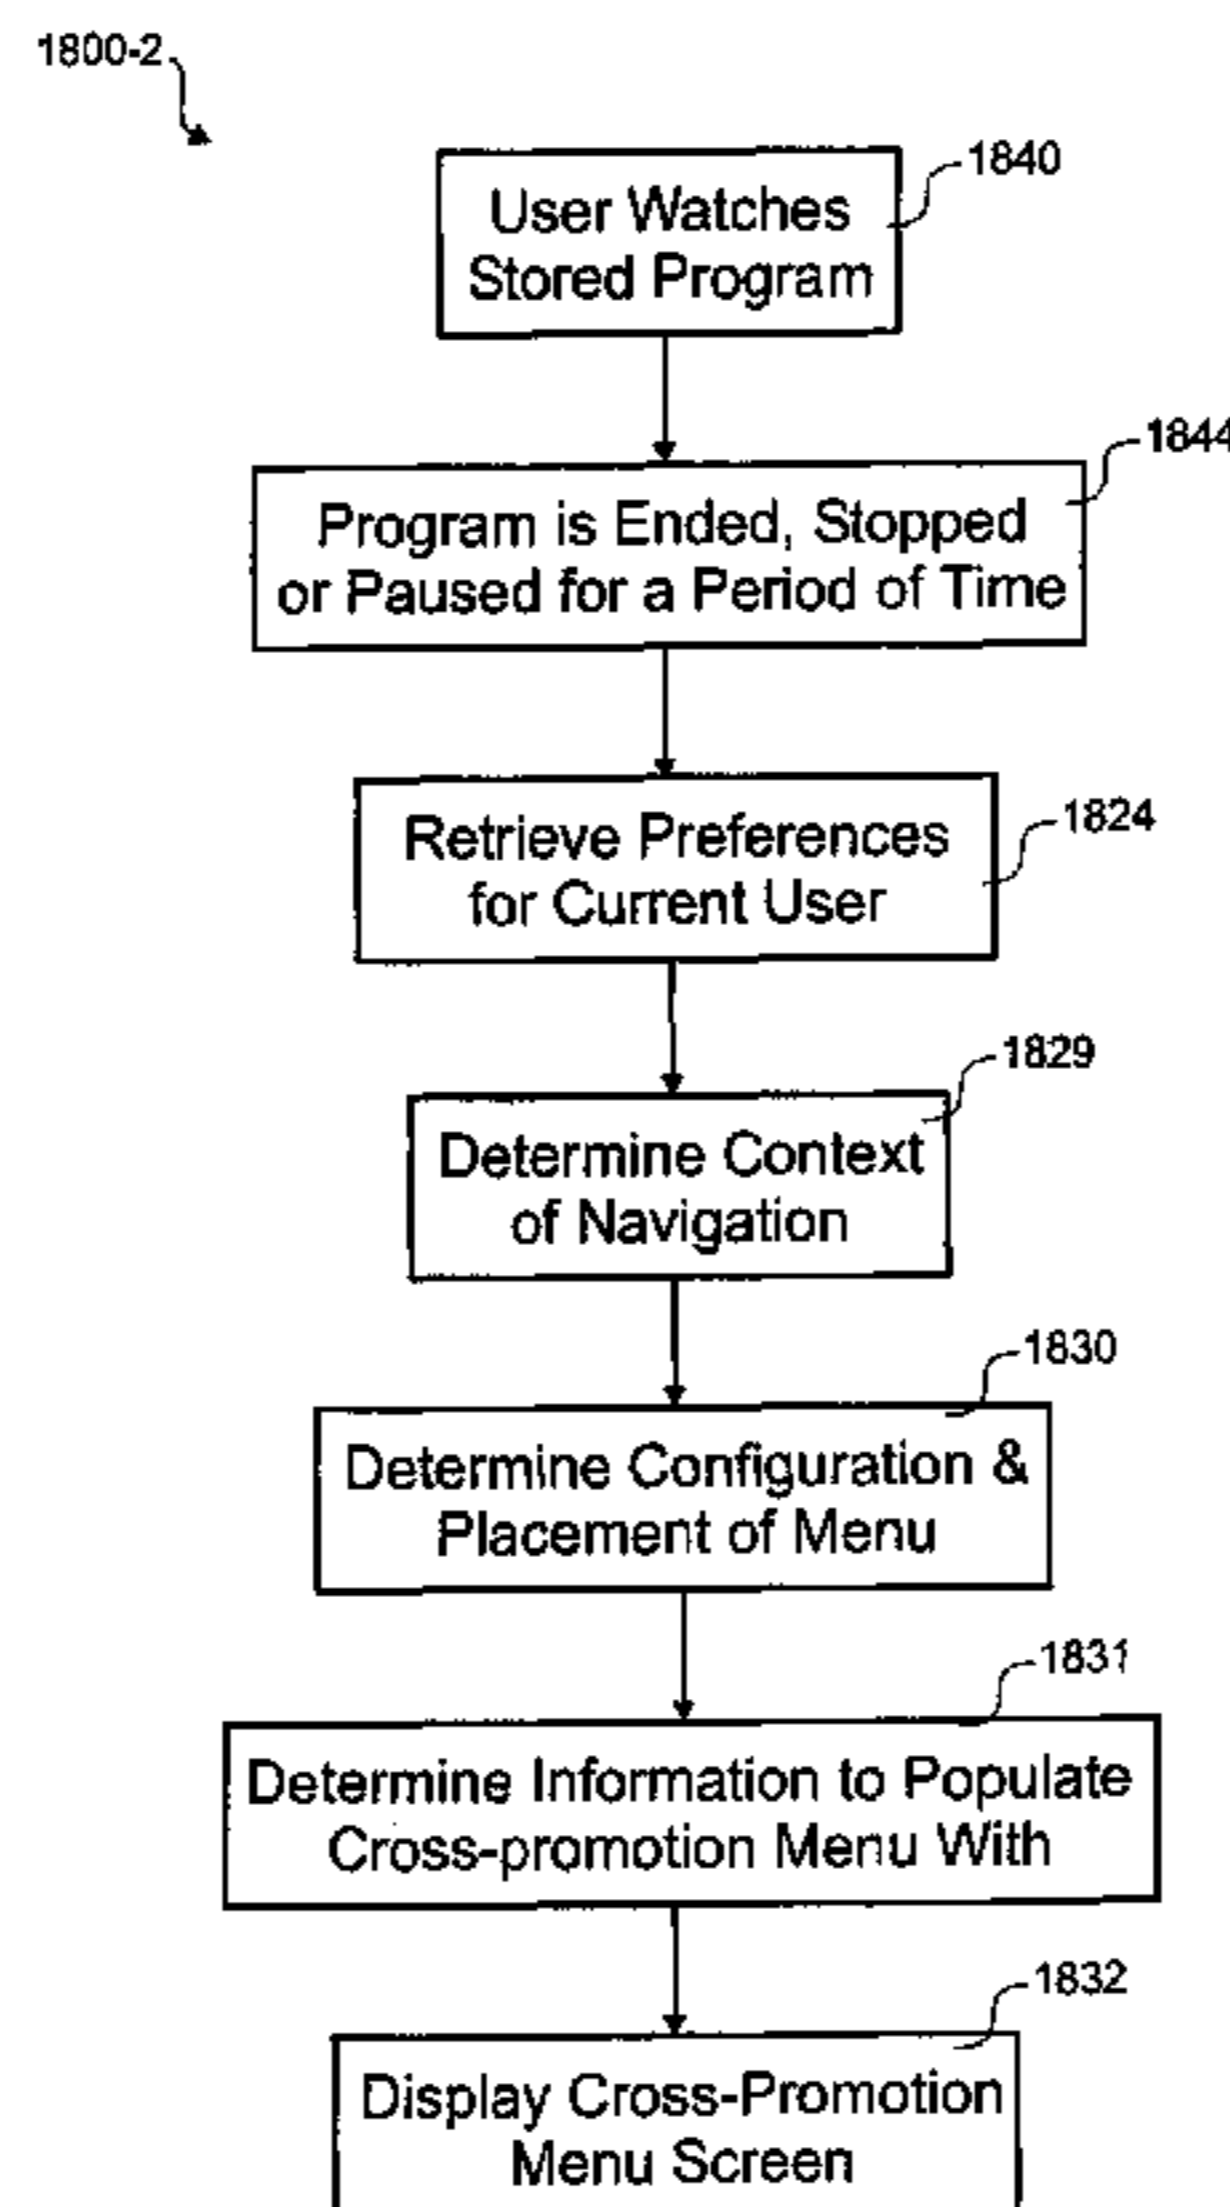 1800-2
1840
User Watches
Stored Program
1844
Program is Ended, Stopped
or Paused for a Period of Time
1824
Retrieve Preferences
for Current User
1829
Determine Context
of Navigation
1830
Determine Configuration &
Placement of Menu
1831
Determine Information to Populate
Cross-promotion Menu With
1832
Display Cross-Promotion
Menu Screen